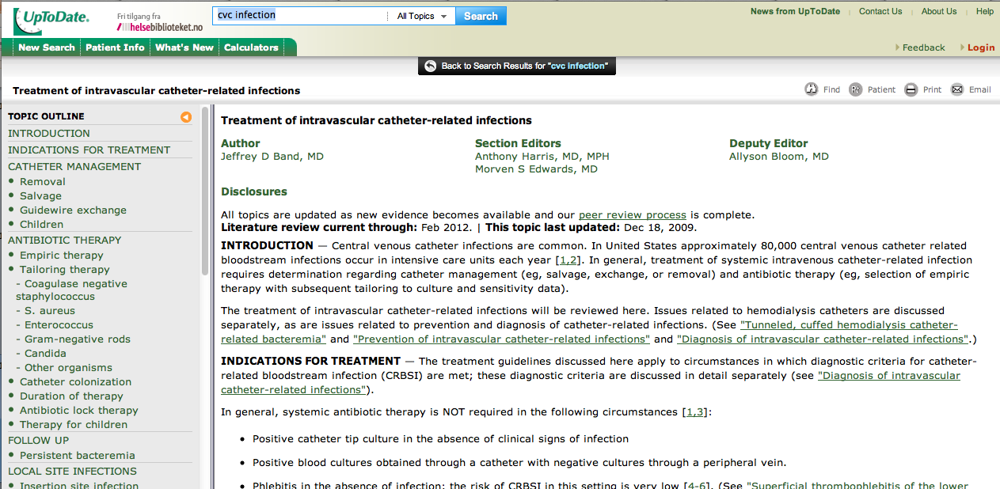 UpToDate®
Fri tilgang fra
helsebiblioteket.no
cvc infection
All Topics
Search
News from UpToDate
Contact Us
About Us
Help
New Search
Patient Info
What's New
Calculators
Feedback
Login
Back to Search Results for "cvc infection"
Treatment of intravascular catheter-related infections
Find
Pt
Patient
Print
Email
TOPIC OUTLINE
INTRODUCTION
INDICATIONS FOR TREATMENT
CATHETER MANAGEMENT
• Removal
• Salvage
• Guidewire exchange
• Children
ANTIBIOTIC THERAPY
• Empiric therapy
• Tailoring therapy
- Coagulase negative
staphylococcus
- S. aureus
- Enterococcus
- Gram-negative rods
- Candida
- Other organisms
• Catheter colonization
• Duration of therapy
• Antibiotic lock therapy
• Therapy for children
FOLLOW UP
• Persistent bacteremia
LOCAL SITE INFECTIONS
• Insertion site infection
Treatment of intravascular catheter-related infections
Author
Jeffrey D Band, MD
Section Editors
Anthony Harris, MD, MPH
Morven S Edwards, MD
Deputy Editor
Allyson Bloom, MD
Disclosures
All topics are updated as new evidence becomes available and our peer review process is complete.
Literature review current through: Feb 2012. | This topic last updated: Dec 18, 2009.
INTRODUCTION — Central venous catheter infections are common. In United States approximately 80,000 central venous catheter related
bloodstream infections occur in intensive care units each year [1,2]. In general, treatment of systemic intravenous catheter-related infection
requires determination regarding catheter management (eg, salvage, exchange, or removal) and antibiotic therapy (eg, selection of empiric
therapy with subsequent tailoring to culture and sensitivity data).
The treatment of intravascular catheter-related infections will be reviewed here. Issues related to hemodialysis catheters are discussed
separately, as are issues related to prevention and diagnosis of catheter-related infections. (See "Tunneled, cuffed hemodialysis catheter-
related bacteremia" and "Prevention of intravascular catheter-related infections" and "Diagnosis of intravascular catheter-related infections".)
INDICATIONS FOR TREATMENT — The treatment guidelines discussed here apply to circumstances in which diagnostic criteria for catheter-
related bloodstream infection (CRBSI) are met; these diagnostic criteria are discussed in detail separately (see "Diagnosis of intravascular
catheter-related infections").
In general, systemic antibiotic therapy is NOT required in the following circumstances [1,3]:
• Positive catheter tip culture in the absence of clinical signs of infection
• Positive blood cultures obtained through a catheter with negative cultures through a peripheral vein.
• Phlebitis in the absence of infection; the risk of CRBSI in this setting is very low [4-6]. (See "Superficial thrombophlebitis of the lower